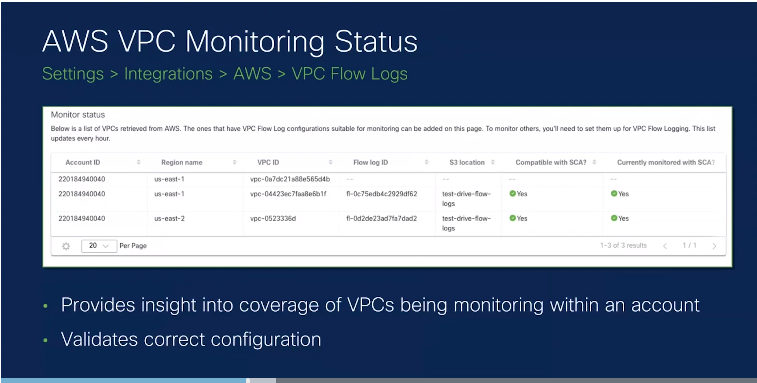 AWS VPC Monitoring Status
Settings > Integrations > AWS > VPC Flow Logs
Monitor status
Below is a list of VPCs retrieved from AWS. The ones that have VPC Flow Log configurations suitable for monitoring can be added on this page. To monitor others, you'll need to set them up for VPC Flow Logging. This list
updates every hour.
Account ID Region name VPC ID Flow log ID S3 location Compatible with SCA? Currently monitored with SCA?
220184940040 us-east-1 vpc-0a7dc21a88e565d4b -- -- -- --
220184940040 us-east-1 vpc-04423ec7faa8e6b1f fl-0c75edb4c2929df62 test-drive-flow- Yes Yes
logs
220184940040 us-east-2 vpc-0523336d fl-0d2de23ad7fa7dad2 test-drive-flow- Yes Yes
logs
20 Per Page 1-3 of 3 results < 1 / 1 >
• Provides insight into coverage of VPCs being monitoring within an account
• Validates correct configuration